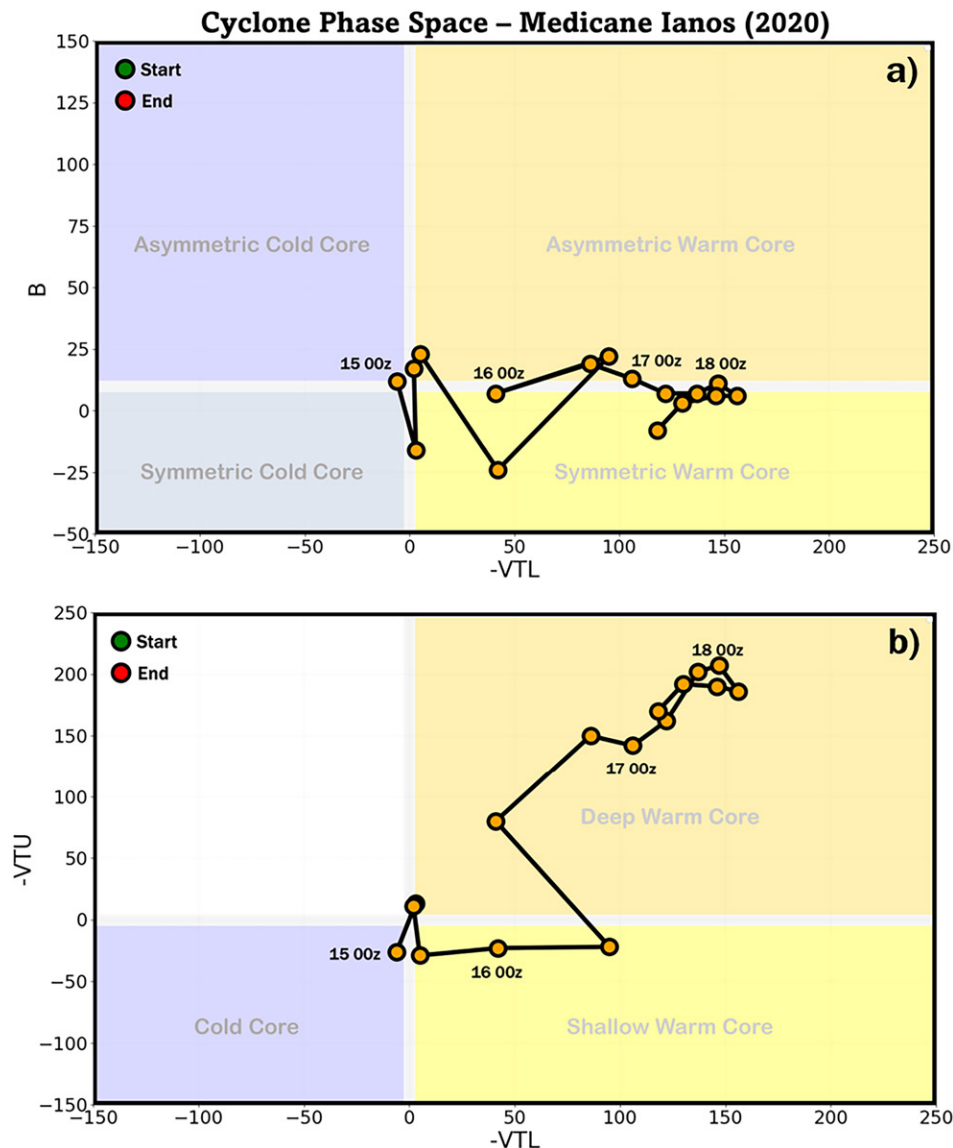 Cyclone Phase Space – Medicane Ianos (2020)
150
Start
a)
End
125
100
75
Asymmetric Cold Core
Asymmetric Warm Core
B
50
25
15 00z
16 00z
17 00z
18 00z
0
−25
Symmetric Cold Core
Symmetric Warm Core
−50
−150
−100
−50
0
50
100
150
200
250
-VTL
250
Start
b)
End
18 00z
200
150
17 00z
100
Deep Warm Core
-VTU
50
0
15 00z
16 00z
−50
Cold Core
Shallow Warm Core
−100
−150
−150
−100
−50
0
50
100
150
200
250
-VTL